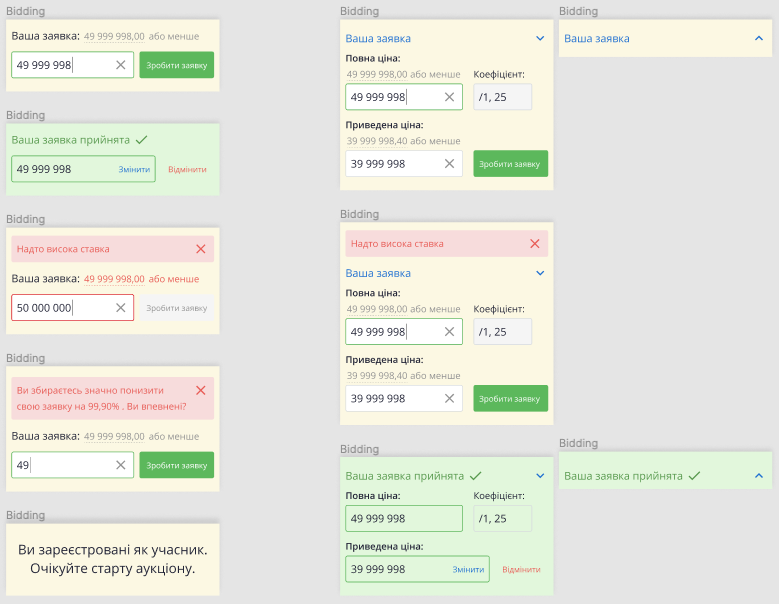 Bidding
Ваша заявка: 49 999 998,00 або менше
49 999 998
Зробити заявку
Bidding
Ваша заявка прийнята
49 999 998
Змінити
Відмінити
Bidding
Надто висока ставка
Ваша заявка: 49 999 998,00 або менше
50 000 000
Зробити заявку
Bidding
Ви збираєтесь значно понизити
свою заявку на 99,90% . Ви впевнені?
Ваша заявка: 49 999 998,00 або менше
49
Зробити заявку
Bidding
Ви зареєстровані як учасник.
Очікуйте старту аукціону.
Bidding
Ваша заявка
Повна ціна:
49 999 998,00 або менше
Коефіцієнт:
49 999 998
/1, 25
Приведена ціна:
39 999 998,40 або менше
39 999 998
Зробити заявку
Bidding
Ваша заявка
Bidding
Надто висока ставка
Ваша заявка
Повна ціна:
49 999 998,00 або менше
Коефіцієнт:
49 999 998
/1, 25
Приведена ціна:
39 999 998,40 або менше
39 999 998
Зробити заявку
Bidding
Ваша заявка прийнята
Повна ціна:
Коефіцієнт:
49 999 998
/1, 25
Приведена ціна:
39 999 998
Змінити
Відмінити
Bidding
Ваша заявка прийнята